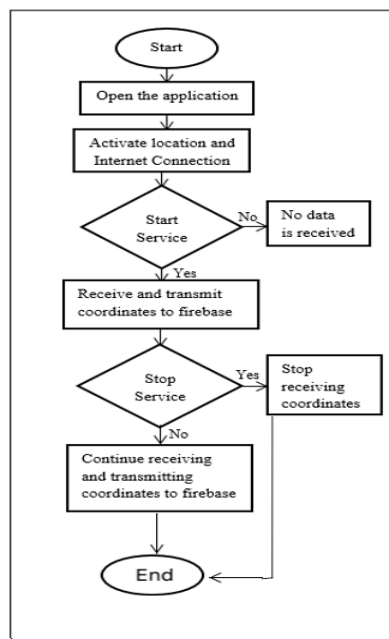 Start
Open the application
Activate location and
Internet Connection
Start
Service
No
No data
is received
Yes
Receive and transmit
coordinates to firebase
Stop
Service
Yes
Stop
receiving
coordinates
No
Continue receiving
and transmitting
coordinates to firebase
End